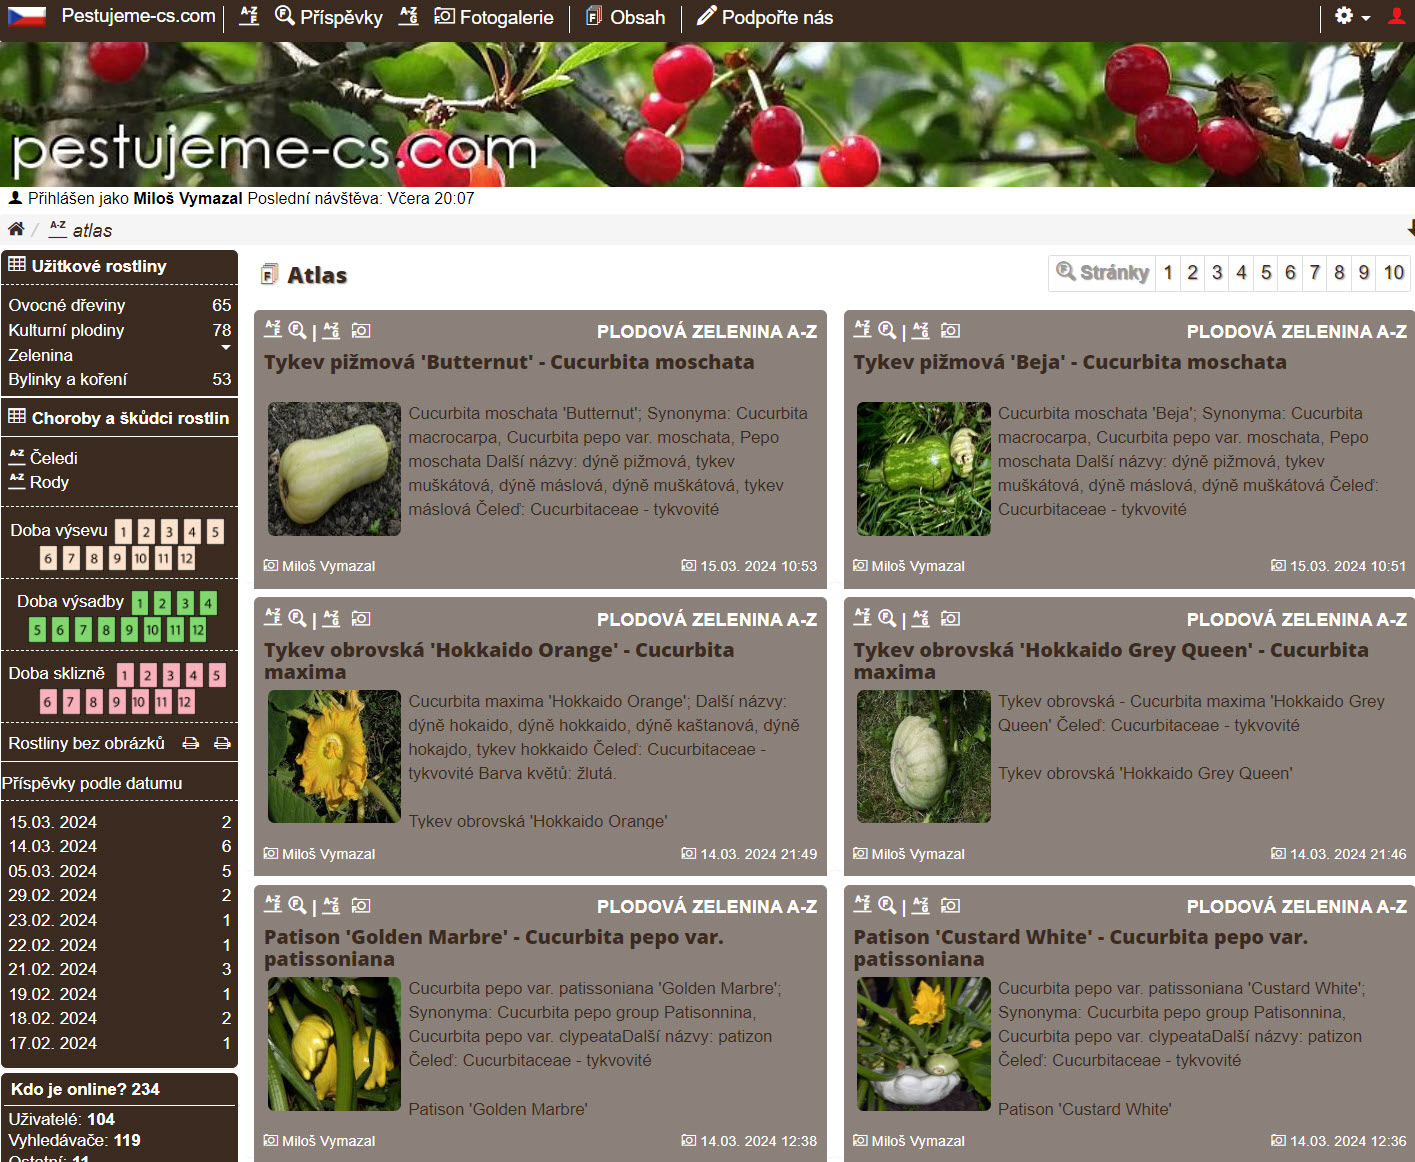 Pestujeme-cs.com A-Z F Příspěvky A-Z G Fotogalerie F Obsah Podpořte nás
pestujeme-cs.com
Přihlášen jako Miloš Vymazal Poslední návštěva: Včera 20:07
/ A-Z atlas
Užitkové rostliny
Ovocné dřeviny 65
Kulturní plodiny 78
Zelenina
Bylinky a koření 53
Choroby a škůdci rostlin
A-Z Čeledi
A-Z Rody
Doba výsevu 1 2 3 4 5
6 7 8 9 10 11 12
Doba výsadby 1 2 3 4
5 6 7 8 9 10 11 12
Doba sklizně 1 2 3 4 5
6 7 8 9 10 11 12
Rostliny bez obrázků
Příspěvky podle datumu
15.03. 2024 2
14.03. 2024 6
05.03. 2024 5
29.02. 2024 2
23.02. 2024 1
22.02. 2024 1
21.02. 2024 3
19.02. 2024 1
18.02. 2024 2
17.02. 2024 1
Kdo je online? 234
Uživatelé: 104
Vyhledávače: 119
Ostatní: 11
F Atlas
Stránky 1 2 3 4 5 6 7 8 9 10
A-Z F | A-Z G PLODOVÁ ZELENINA A-Z
Tykev pižmová 'Butternut' - Cucurbita moschata
Cucurbita moschata 'Butternut'; Synonyma: Cucurbita
macrocarpa, Cucurbita pepo var. moschata, Pepo
moschata Další názvy: dýně pižmová, tykev
muškátová, dýně máslová, dýně muškátová, tykev
máslová Čeleď: Cucurbitaceae - tykvovité
Miloš Vymazal 15.03. 2024 10:53
A-Z F | A-Z G PLODOVÁ ZELENINA A-Z
Tykev pižmová 'Beja' - Cucurbita moschata
Cucurbita moschata 'Beja'; Synonyma: Cucurbita
macrocarpa, Cucurbita pepo var. moschata, Pepo
moschata Další názvy: dýně pižmová, tykev
muškátová, dýně máslová, dýně muškátová Čeleď:
Cucurbitaceae - tykvovité
Miloš Vymazal 15.03. 2024 10:51
A-Z F | A-Z G PLODOVÁ ZELENINA A-Z
Tykev obrovská 'Hokkaido Orange' - Cucurbita
maxima
Cucurbita maxima 'Hokkaido Orange'; Další názvy:
dýně hokaido, dýně hokkaido, dýně kaštanová, dýně
hokajdo, tykev hokkaido Čeleď: Cucurbitaceae -
tykvovité Barva květů: žlutá.
Tykev obrovská 'Hokkaido Orange'
Miloš Vymazal 14.03. 2024 21:49
A-Z F | A-Z G PLODOVÁ ZELENINA A-Z
Tykev obrovská 'Hokkaido Grey Queen' - Cucurbita
maxima
Tykev obrovská - Cucurbita maxima 'Hokkaido Grey
Queen' Čeleď: Cucurbitaceae - tykvovité
Tykev obrovská 'Hokkaido Grey Queen'
Miloš Vymazal 14.03. 2024 21:46
A-Z F | A-Z G PLODOVÁ ZELENINA A-Z
Patison 'Golden Marbre' - Cucurbita pepo var.
patissoniana
Cucurbita pepo var. patissoniana 'Golden Marbre';
Synonyma: Cucurbita pepo group Patisonnina,
Cucurbita pepo var. clypeataDalší názvy: patizon
Čeleď: Cucurbitaceae - tykvovité
Patison 'Golden Marbre'
Miloš Vymazal 14.03. 2024 12:38
A-Z F | A-Z G PLODOVÁ ZELENINA A-Z
Patison 'Custard White' - Cucurbita pepo var.
patissoniana
Cucurbita pepo var. patissoniana 'Custard White';
Synonyma: Cucurbita pepo group Patisonnina,
Cucurbita pepo var. clypeataDalší názvy: patizon
Čeleď: Cucurbitaceae - tykvovité
Patison 'Custard White'
Miloš Vymazal 14.03. 2024 12:36